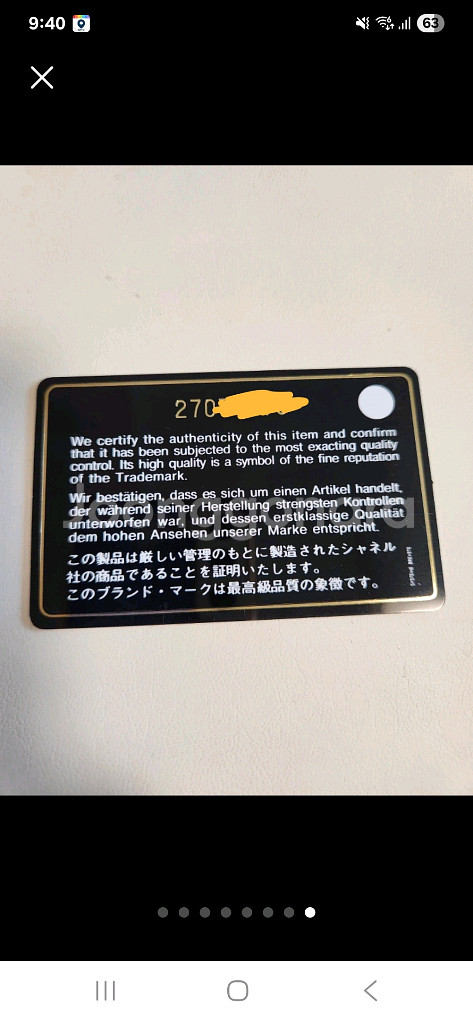 9:40
63
270
We certify the authenticity of this item and confirm
that it has been subjected to the most exacting quality
control. Its high quality is a symbol of the fine reputation
of the Trademark.
Wir bestätigen, dass es sich um einen Artikel handelt,
der während seiner Herstellung strengsten Kontrollen
unterworfen war, und dessen erstklassige Qualität
dem hohen Ansehen unserer Marke entspricht.
この製品は厳しい管理のもとに製造されたシャネル
社の商品であることを証明いたします。
このブランド・マークは最高級品質の象徴です。